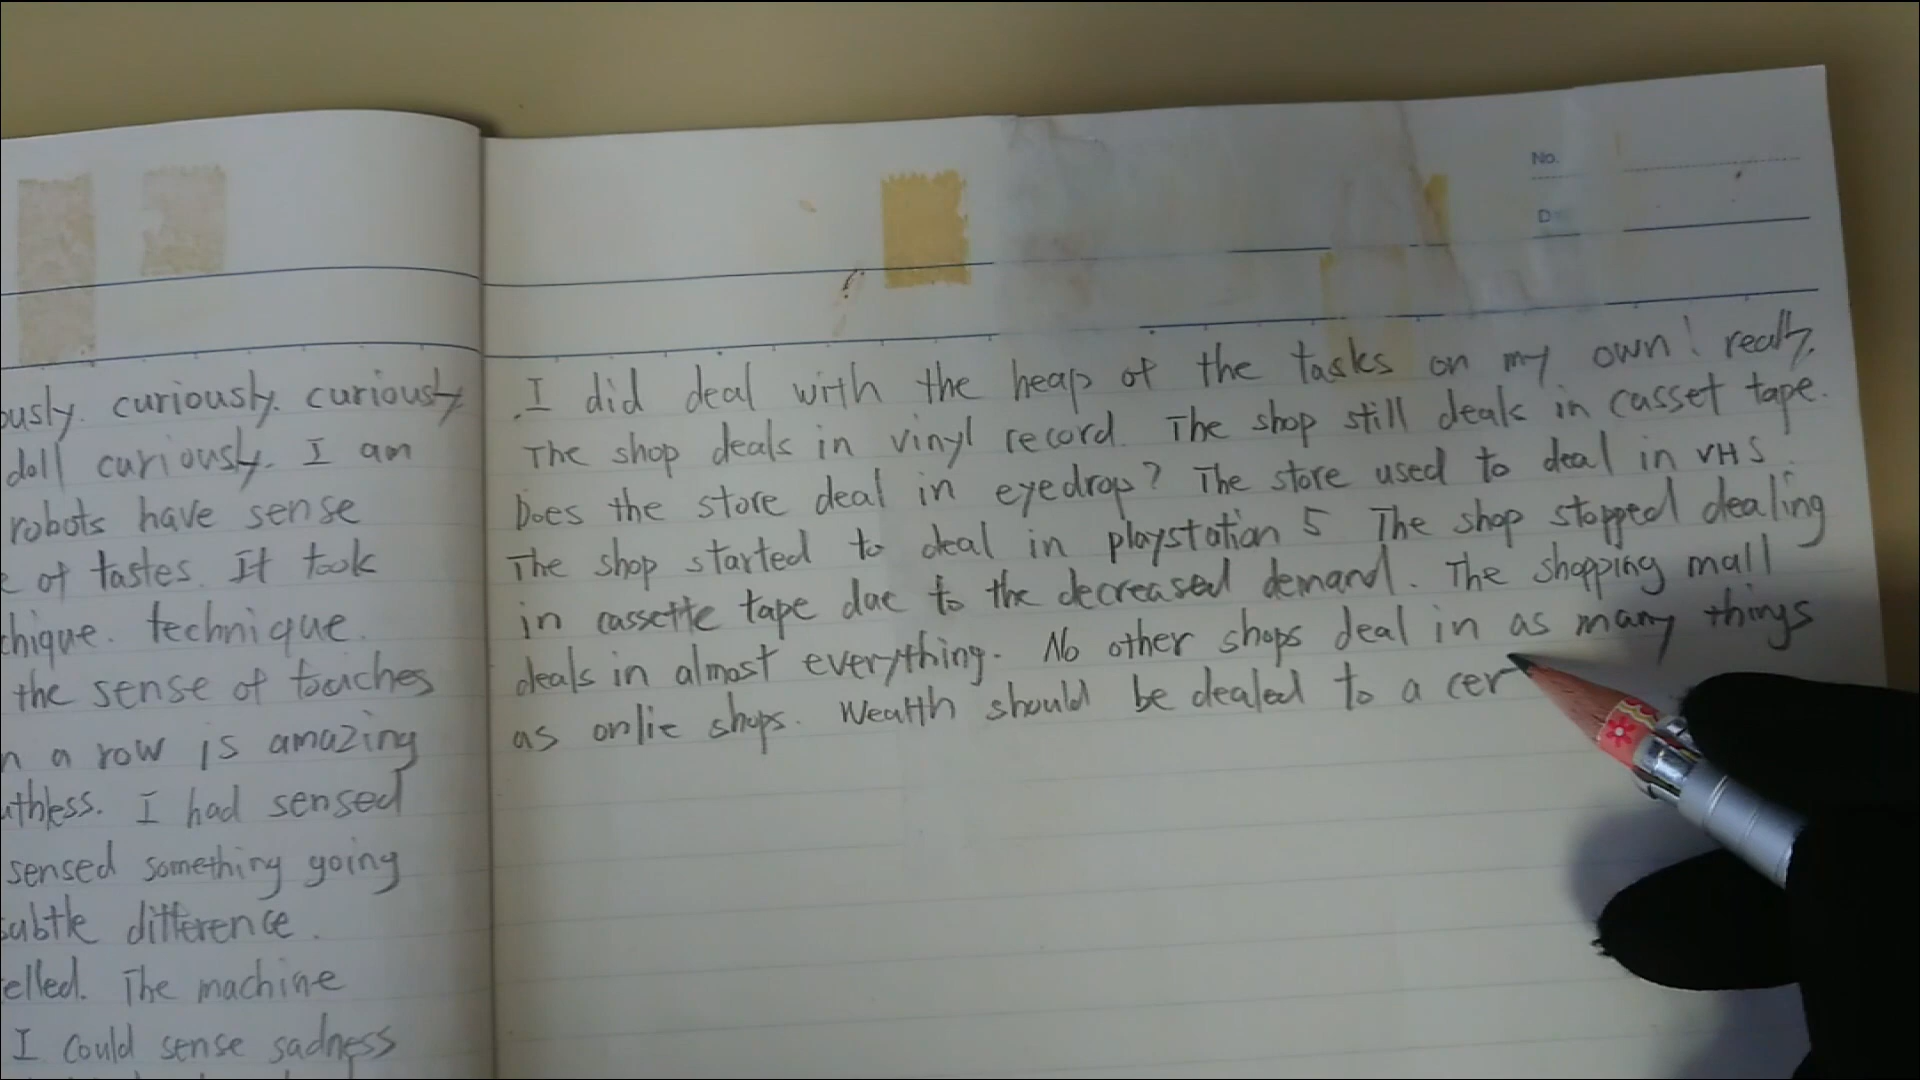 ously. curiously. curiously
doll curiously. I am
robots have sense
e of tastes. It took
chique. technique.
the sense of touches
n a row is amazing
uthless. I had sensed
sensed something going
subtle difference.
elled. The machine
I could sense sadness
No.
D
I did deal with the heap of the tasks on my own! really.
The shop deals in vinyl record. The shop still deals in casset tape.
Does the store deal in eyedrop? The store used to deal in VHS.
The shop started to deal in playstation 5 The shop stopped dealing
in cassette tape due to the decreased demand. The shopping mall
deals in almost everything. No other shops deal in as many things
as onlie shops. Wealth should be dealed to a cer